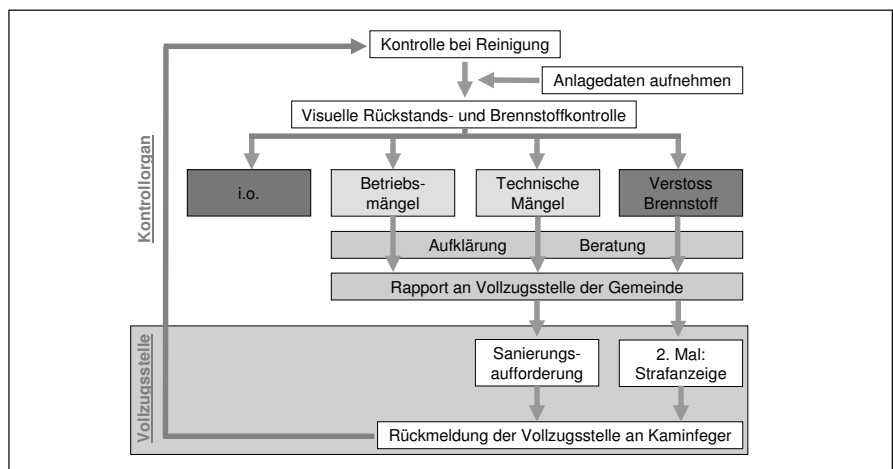 Kontrolle bei Reinigung
Anlagedaten aufnehmen
Visuelle Rückstands- und Brennstoffkontrolle
Kontrollorgan
i.o.
Betriebs-
mängel
Technische
Mängel
Verstoss
Brennstoff
Aufklärung
Beratung
Rapport an Vollzugsstelle der Gemeinde
Vollzugsstelle
Sanierungs-
aufforderung
2. Mal:
Strafanzeige
Rückmeldung der Vollzugsstelle an Kaminfeger